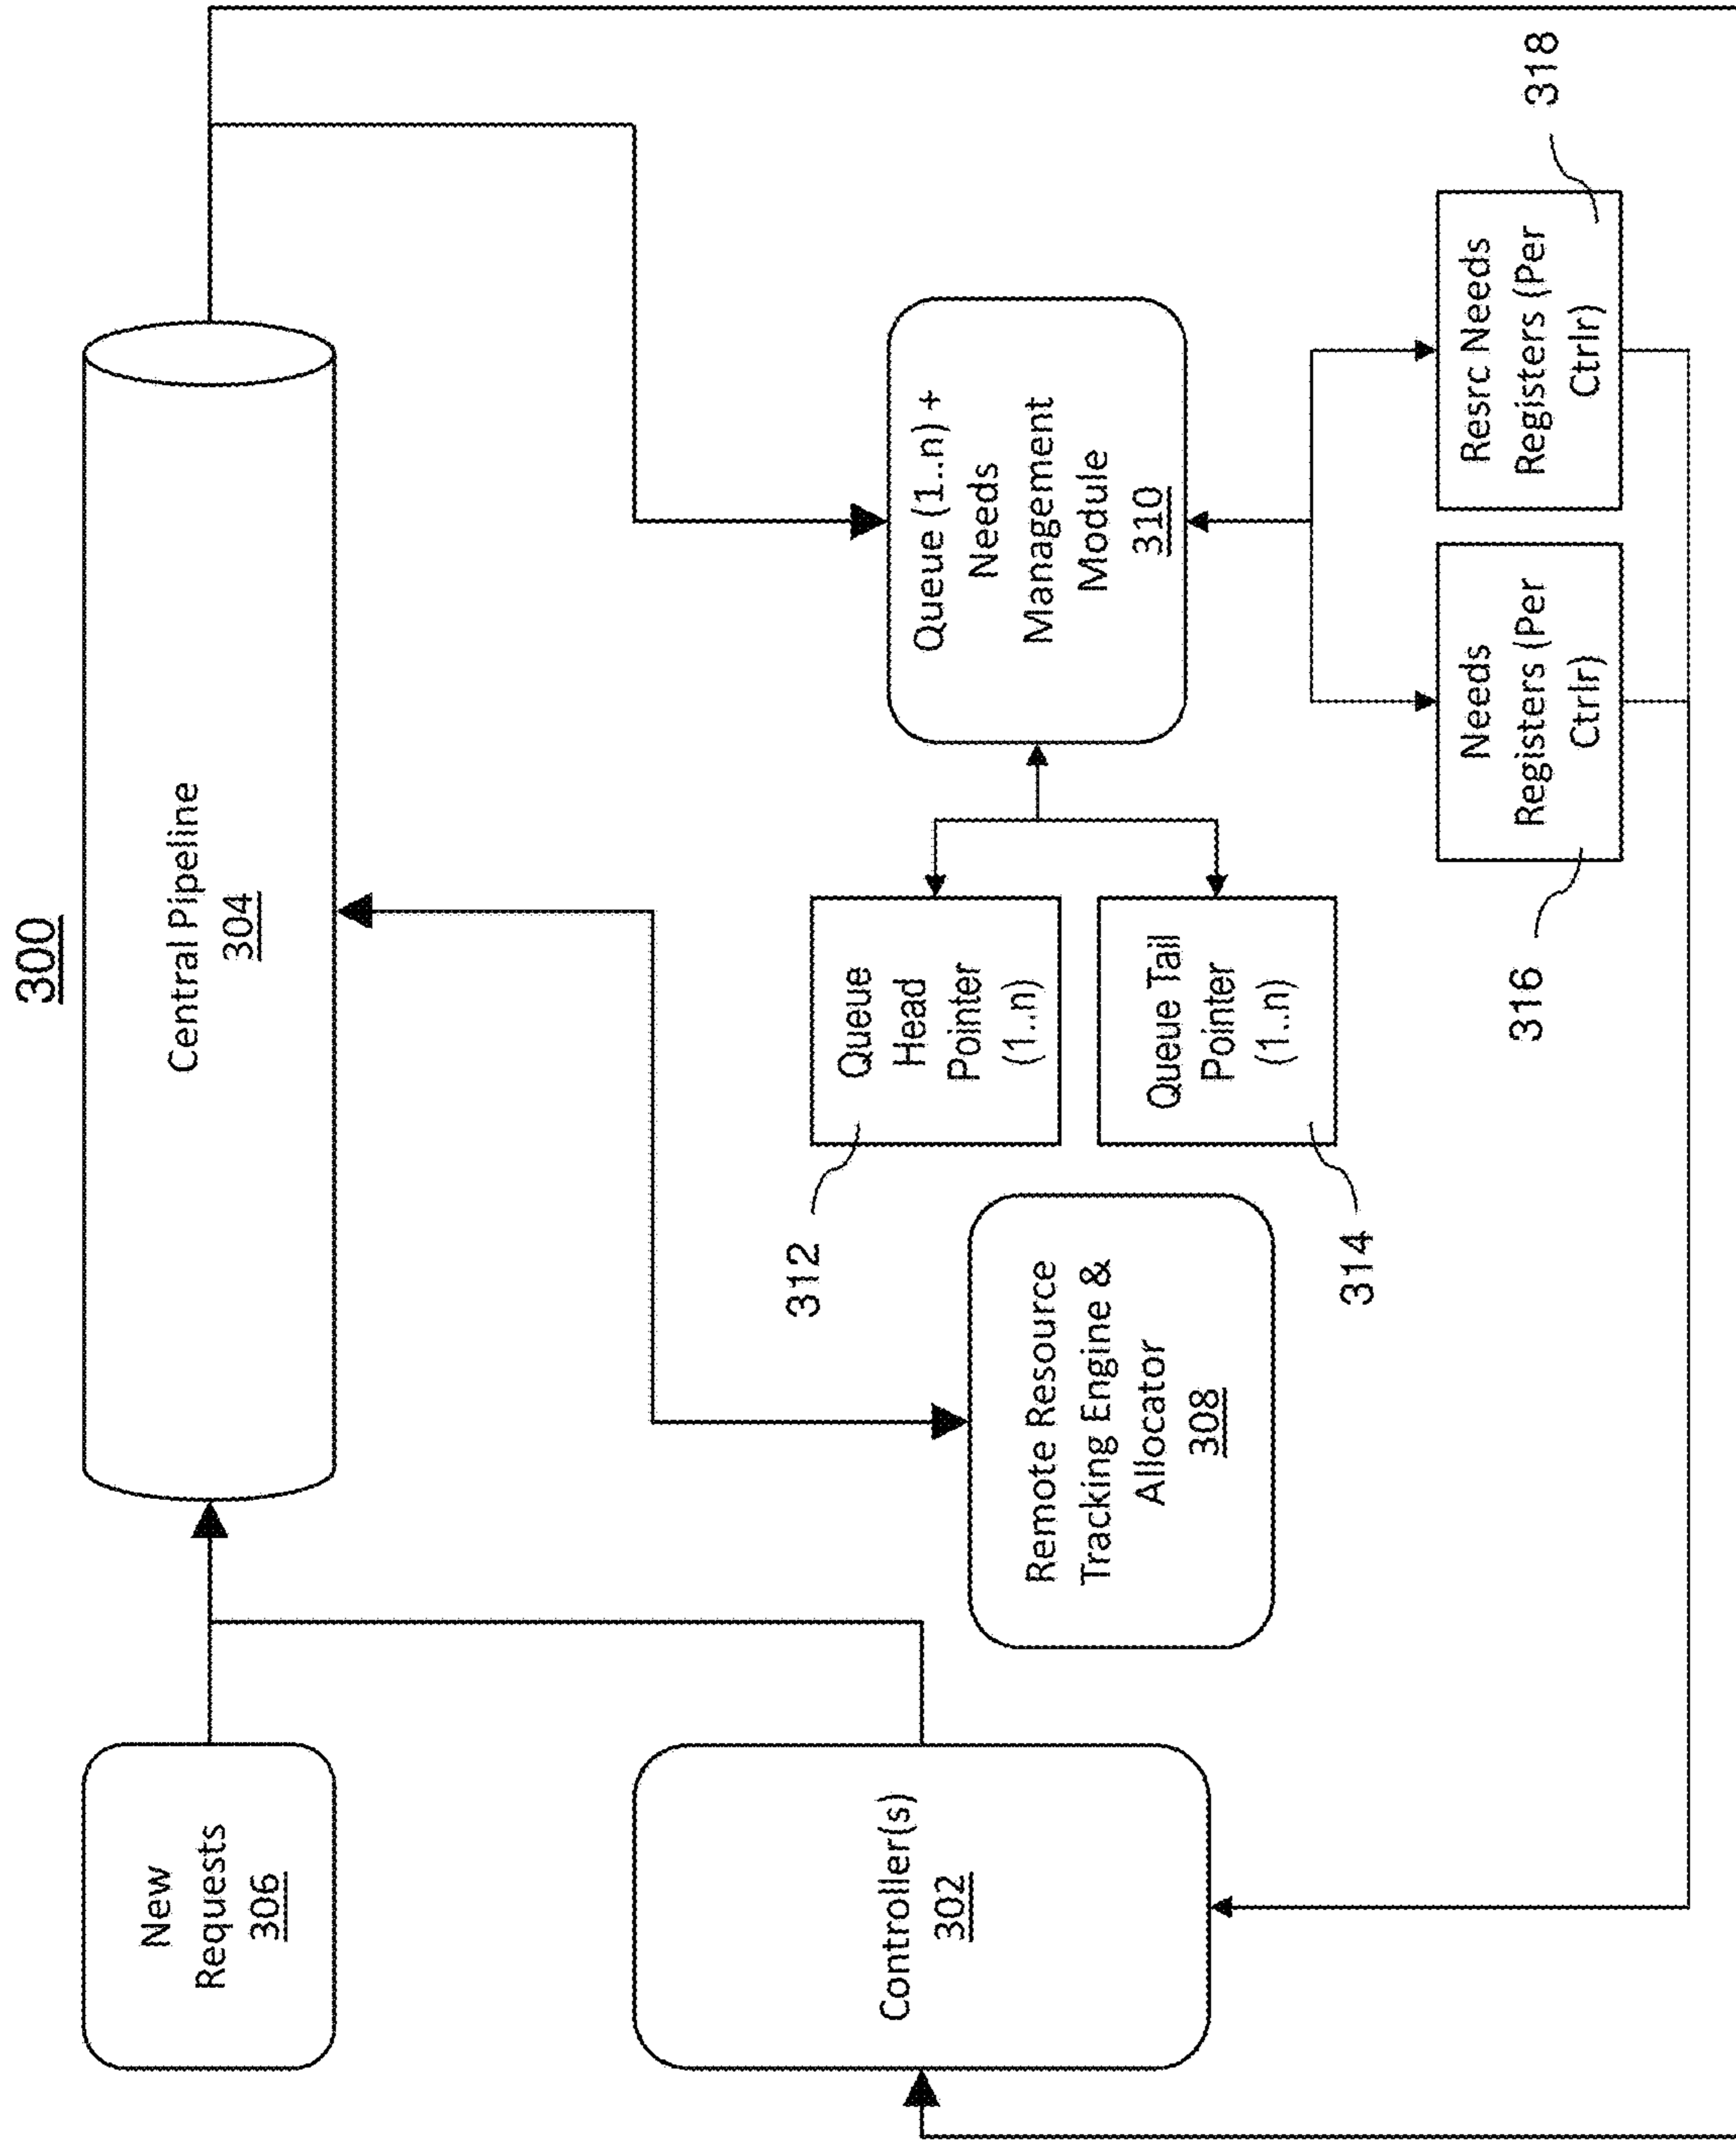 300
New
Requests
306
Central Pipeline
304
Controller(s)
302
312
Queue
Head
Pointer
(1..n)
Queue (1..n) +
Needs
Management
Module
310
Remote Resource
Tracking Engine &
Allocator
308
Queue Tail
Pointer
(1..n)
314
316
Needs
Registers (Per
Ctrlr)
Resrc Needs
Registers (Per
Ctrlr)
318